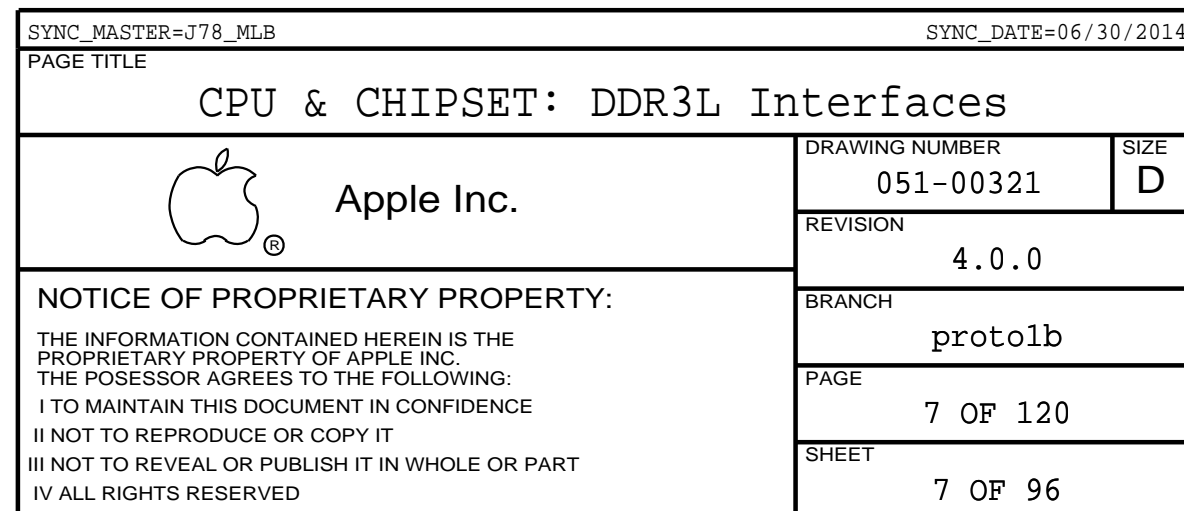 SYNC_MASTER=J78_MLB SYNC_DATE=06/30/2014
PAGE TITLE
CPU & CHIPSET: DDR3L Interfaces
Apple Inc.
®
DRAWING NUMBER
051-00321
SIZE
D
REVISION
4.0.0
BRANCH
proto1b
PAGE
7 OF 120
SHEET
7 OF 96
NOTICE OF PROPRIETARY PROPERTY:
THE INFORMATION CONTAINED HEREIN IS THE
PROPRIETARY PROPERTY OF APPLE INC.
THE POSESSOR AGREES TO THE FOLLOWING:
I TO MAINTAIN THIS DOCUMENT IN CONFIDENCE
II NOT TO REPRODUCE OR COPY IT
III NOT TO REVEAL OR PUBLISH IT IN WHOLE OR PART
IV ALL RIGHTS RESERVED